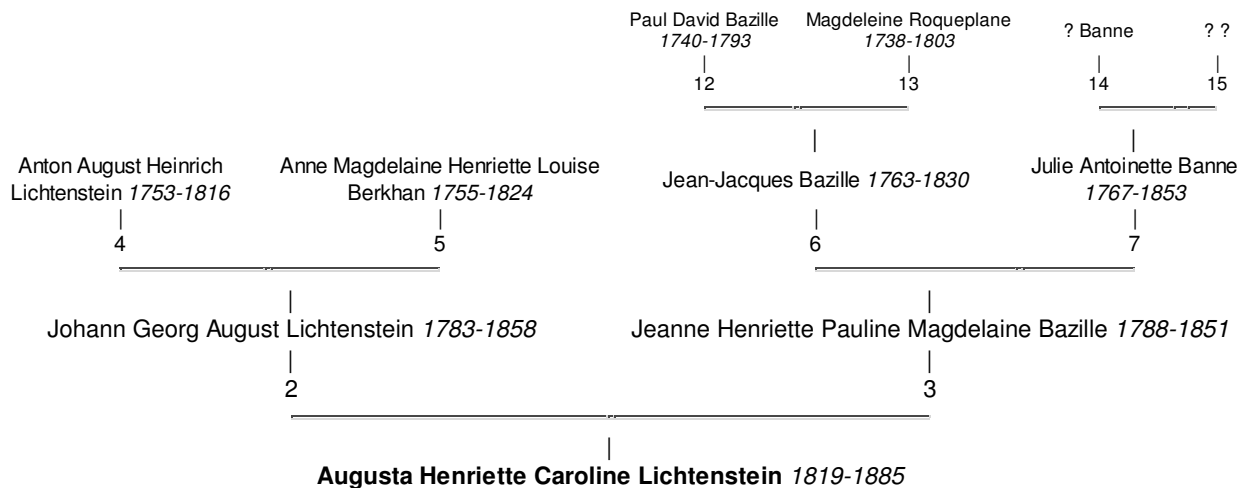 Paul David Bazille Magdeleine Roqueplane
1740-1793 1738-1803
? Banne ? ?
| | | |
12 13 14 15
| |
Anton August Heinrich Anne Magdelaine Henriette Louise
Lichtenstein 1753-1816 Berkhan 1755-1824
Jean-Jacques Bazille 1763-1830
Julie Antoinette Banne
1767-1853
| | | |
4 5 6 7
| |
Johann Georg August Lichtenstein 1783-1858 Jeanne Henriette Pauline Magdelaine Bazille 1788-1851
| |
2 3
|
Augusta Henriette Caroline Lichtenstein 1819-1885